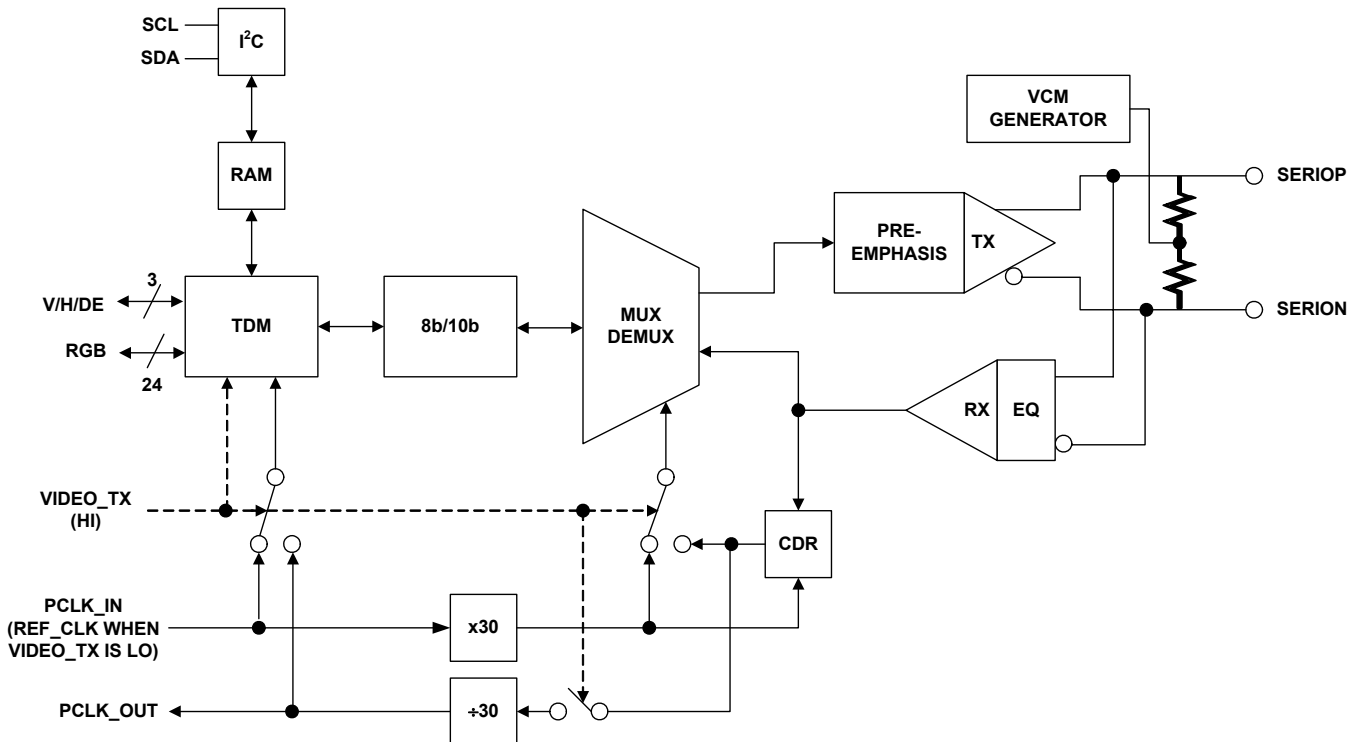 SCL
SDA
I²C
VCM
GENERATOR
RAM
SERIOP
PRE-
EMPHASIS
TX
3
V/H/DE
TDM
8b/10b
MUX
DEMUX
SERION
RGB
24
RX
EQ
VIDEO_TX
(HI)
CDR
PCLK_IN
(REF_CLK WHEN
VIDEO_TX IS LO)
x30
PCLK_OUT
÷30